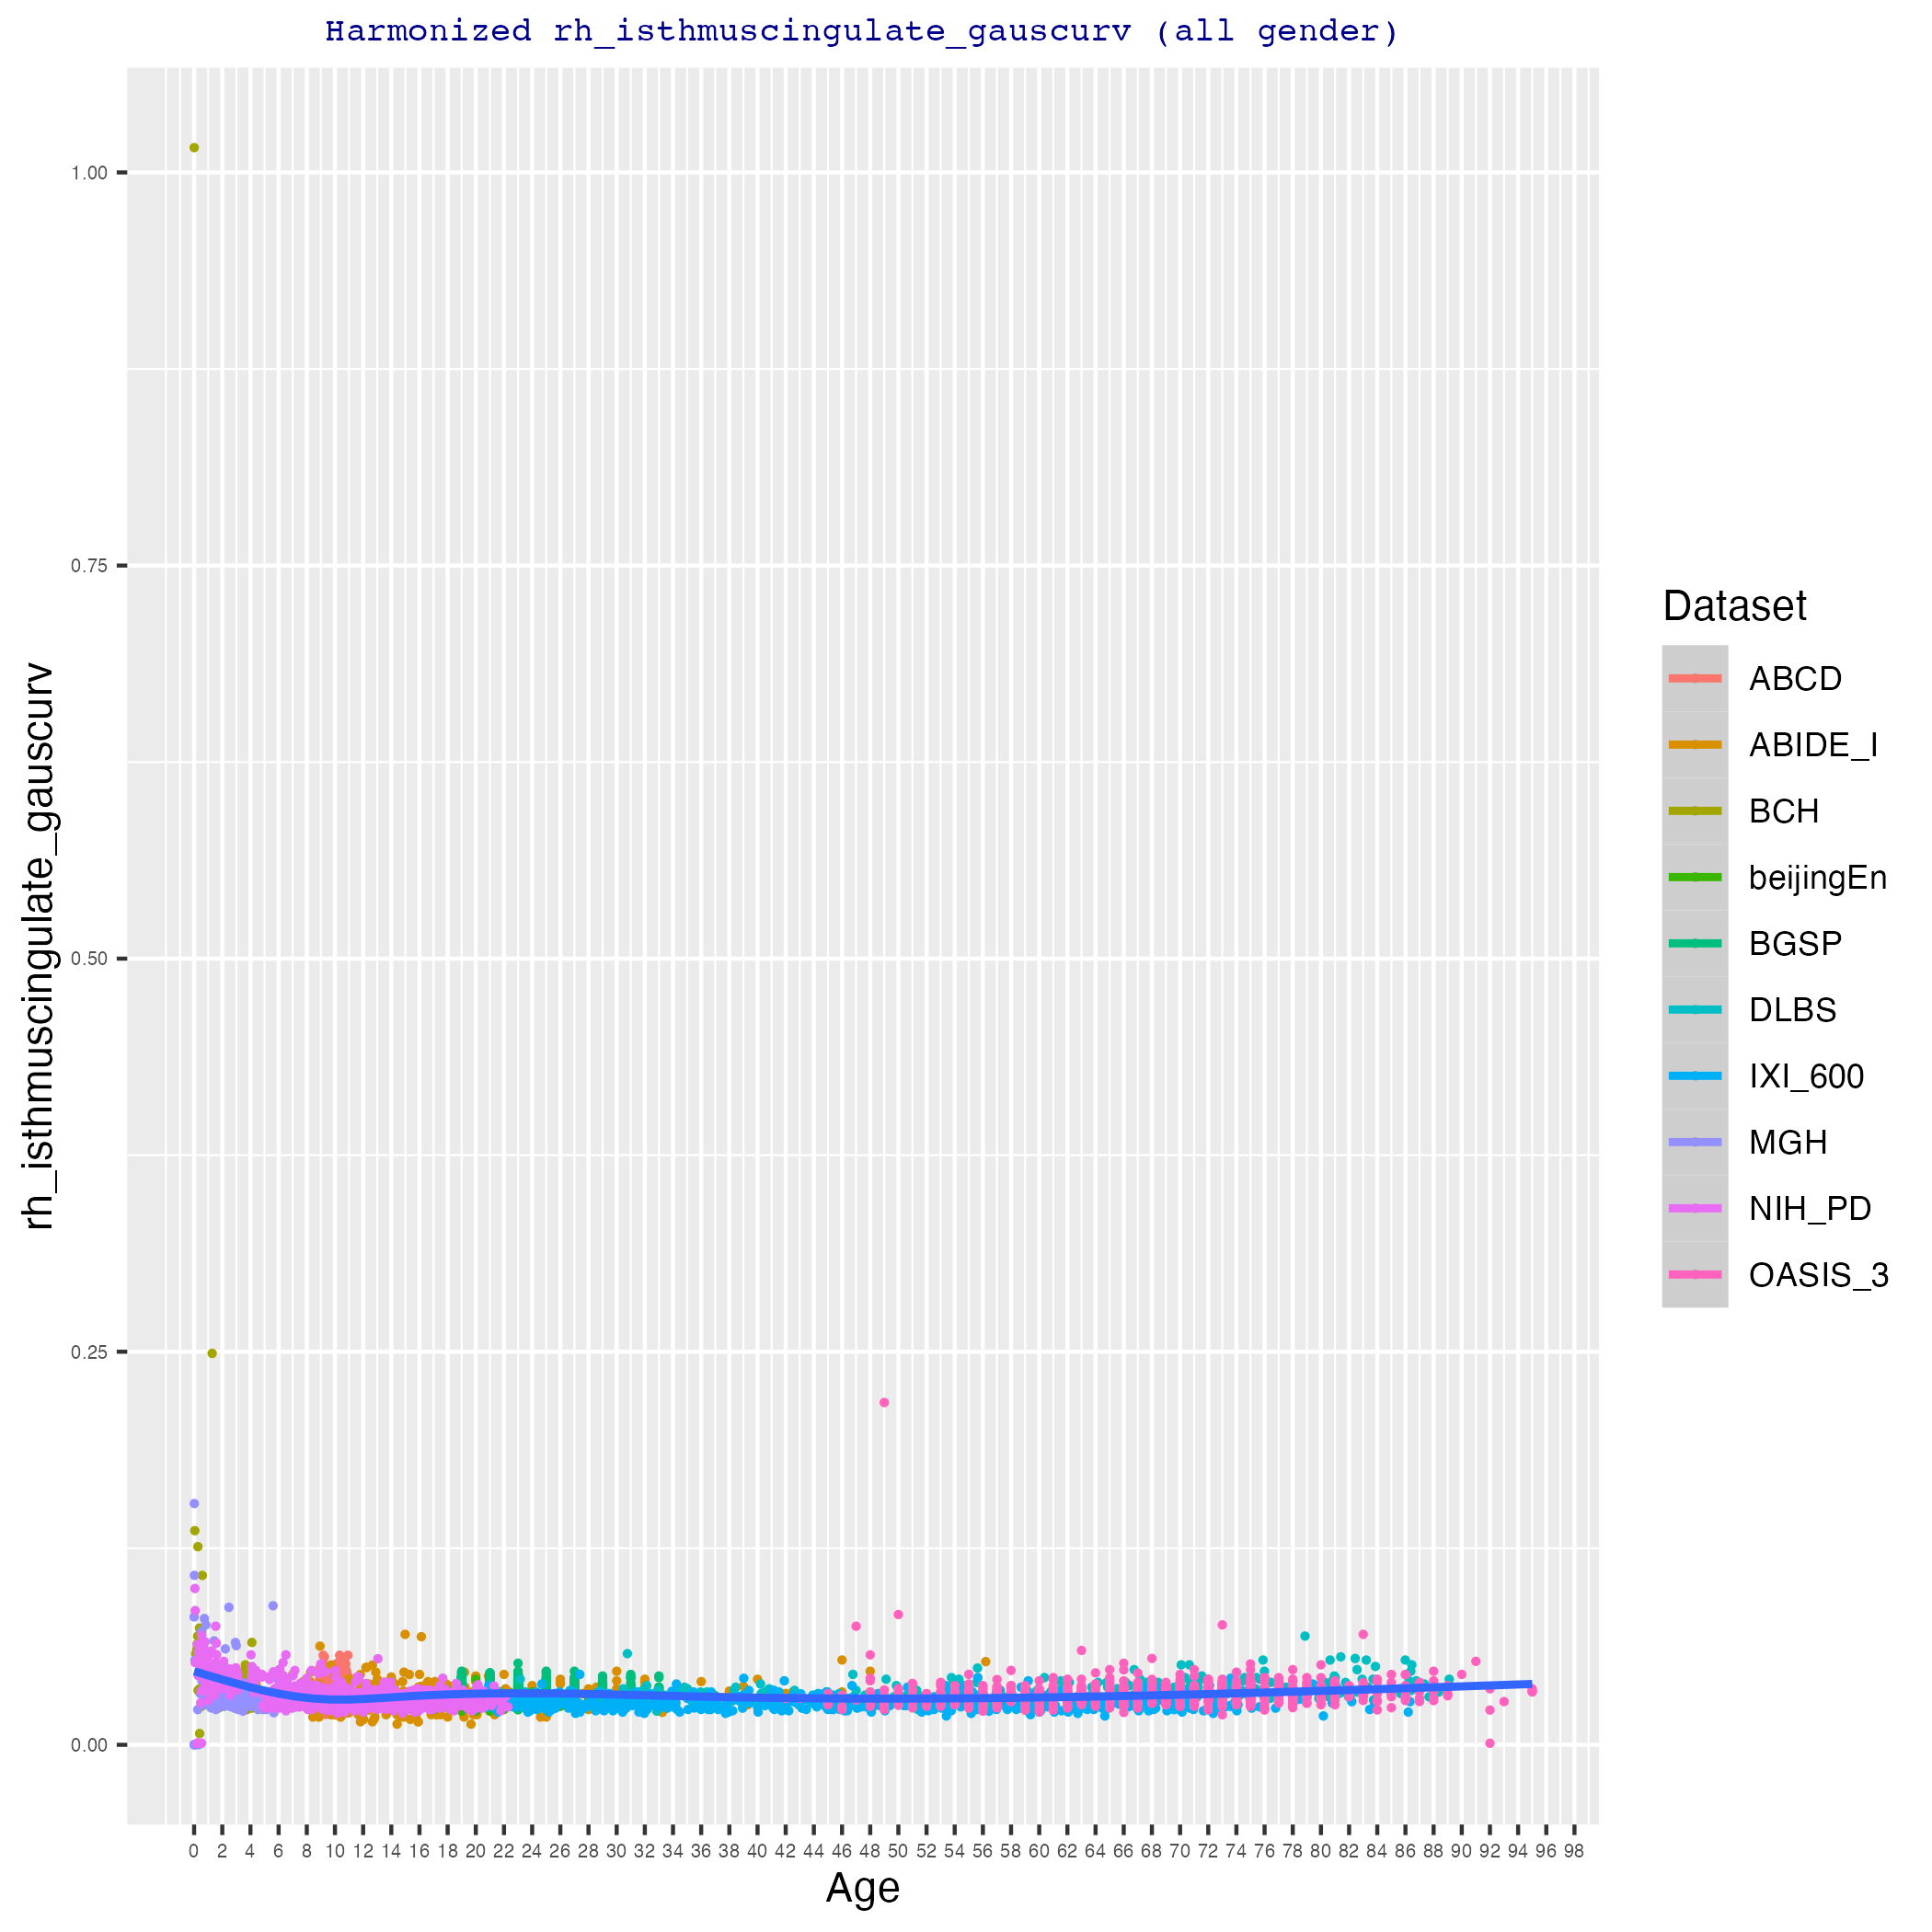 Harmonized rh_isthmuscingulate_gauscurv (all gender)
rh_isthmuscingulate_gauscurv
1.00
0.75
0.50
0.25
0.00
0 2 4 6 8 10 12 14 16 18 20 22 24 26 28 30 32 34 36 38 40 42 44 46 48 50 52 54 56 58 60 62 64 66 68 70 72 74 76 78 80 82 84 86 88 90 92 94 96 98
Age
Dataset
ABCD
ABIDE_I
BCH
beijingEn
BGSP
DLBS
IXI_600
MGH
NIH_PD
OASIS_3